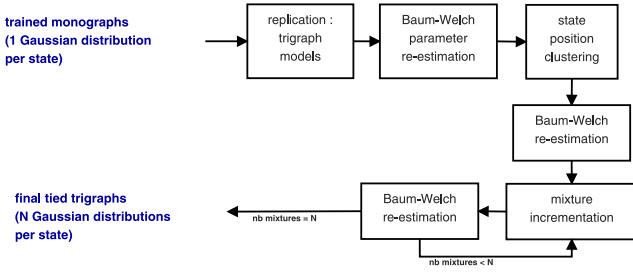 trained monographs
(1 Gaussian distribution
per state)
replication :
trigraph
models
Baum-Welch
parameter
re-estimation
state
position
clustering
Baum-Welch
re-estimation
mixture
incrementation
Baum-Welch
re-estimation
nb mixtures = N
nb mixtures < N
final tied trigraphs
(N Gaussian distributions
per state)